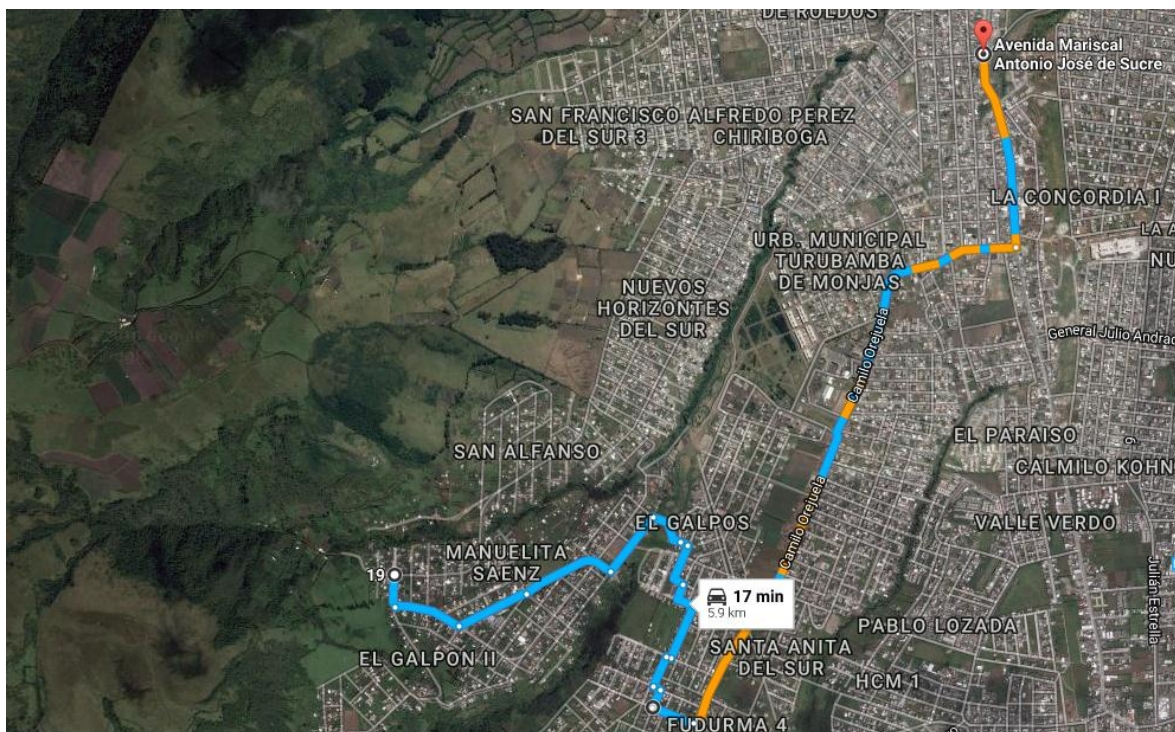 DE ROLDOS
Avenida Mariscal
Antonio José de Sucre
SAN FRANCISCO
DEL SUR 3
ALFREDO PEREZ
CHIRIBOGA
LA CONCORDIA I
LA A
NU
URB. MUNICIPAL
TURUBAMBA
DE MONJAS
NUEVOS
HORIZONTES
DEL SUR
General Julio Andrad
Camilo Orejuela
EL PARAISO
6
SAN ALFANSO
CALMILO KOHN
EL GALPOS
VALLE VERDO
Camilo Orejuela
MANUELITA
SAENZ
19
17 min
5.9 km
Julián Estrella
PABLO LOZADA
SANTA ANITA
DEL SUR
EL GALPON II
HCM 1
FUDURMA 4